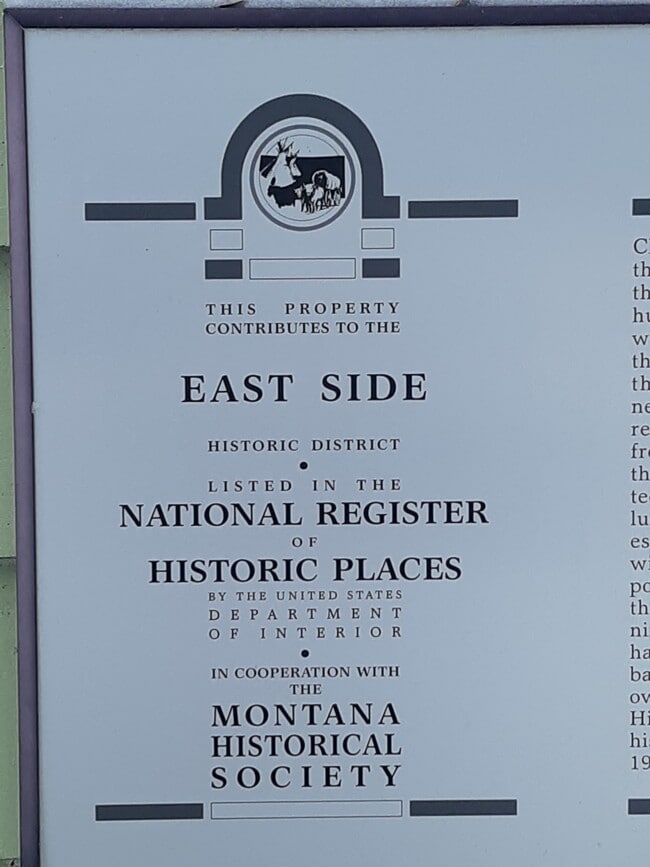 THIS PROPERTY
CONTRIBUTES TO THE
EAST SIDE
HISTORIC DISTRICT
LISTED IN THE
NATIONAL REGISTER
OF
HISTORIC PLACES
BY THE UNITED STATES
DEPARTMENT
OF INTERIOR
IN COOPERATION WITH
THE
MONTANA
HISTORICAL
SOCIETY